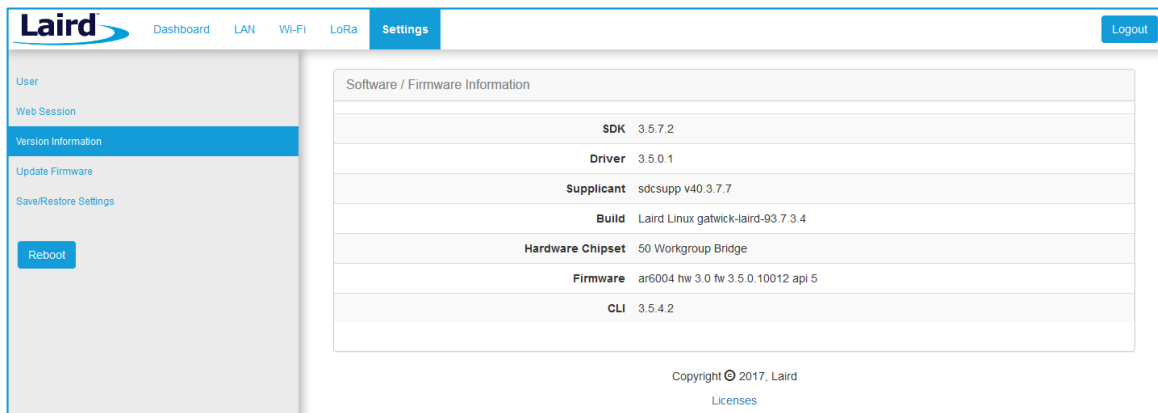 Laird™ Dashboard LAN Wi-Fi LoRa Settings Logout
User
Web Session
Version Information
Update Firmware
Save/Restore Settings
Reboot
Software / Firmware Information
SDK 3.5.7.2
Driver 3.5.0.1
Supplicant sdcsupp v40.3.7.7
Build Laird Linux gatwick-laird-93.7.3.4
Hardware Chipset 50 Workgroup Bridge
Firmware ar6004 hw 3.0 fw 3.5.0.10012 api 5
CLI 3.5.4.2
Copyright © 2017, Laird
Licenses